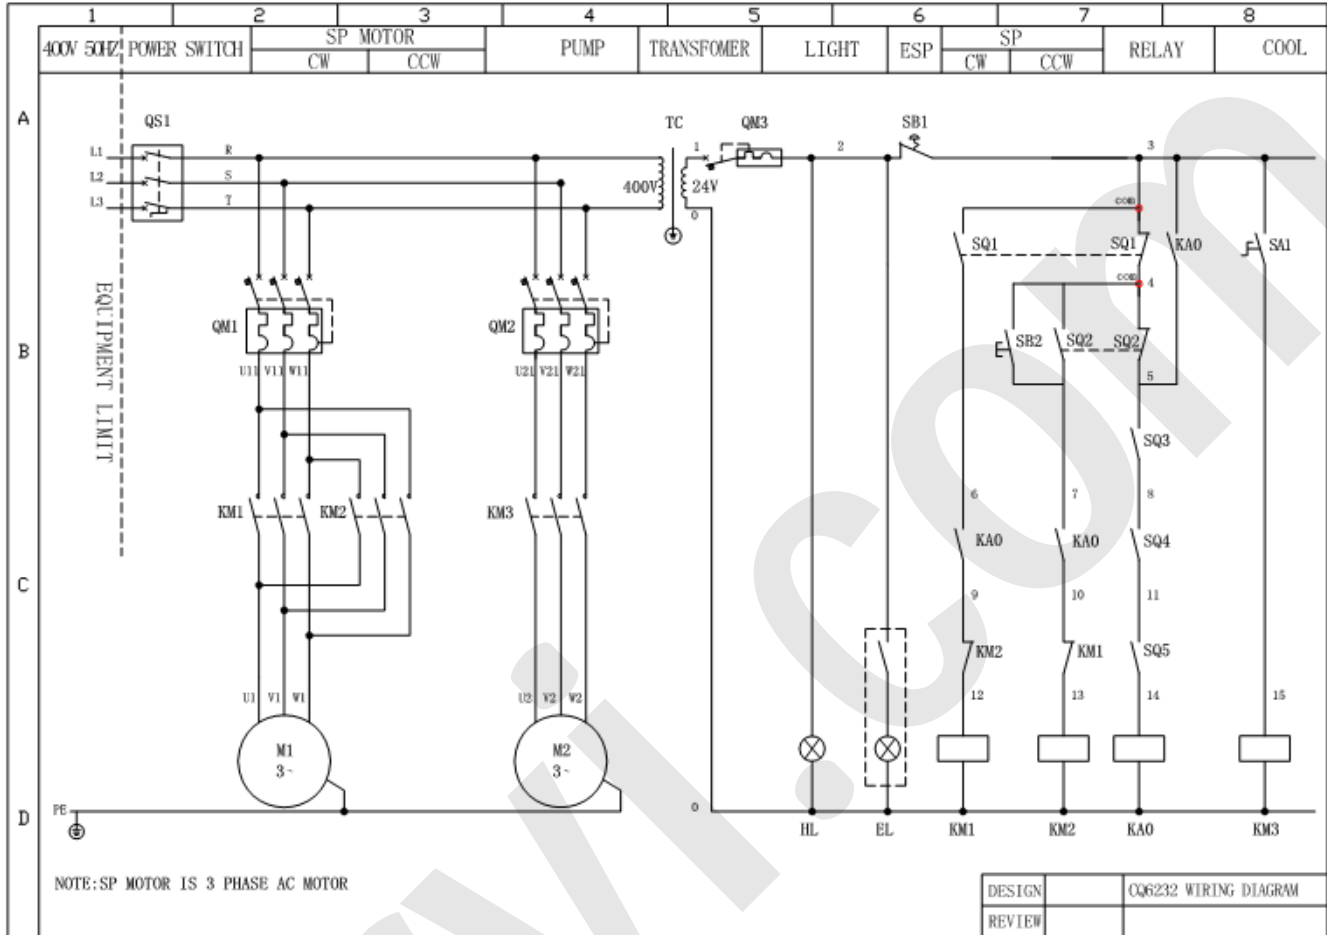 1 2 3 4 5 6 7 8
400V 50HZ POWER SWITCH SP MOTOR PUMP TRANSFOMER LIGHT ESP SP RELAY COOL
CW CCW CW CCW
A
QS1 TC QM3 SB1
L1 R 1 2 3
L2 S 400V 24V
L3 T 0
com
SQ1 SQ1 KA0 SA1
com 4
EQUIPMENT LIMIT
B
QM1 QM2 SB2 SQ2 SQ2
U11 V11 W11 U21 V21 W21 5
SQ3
6 7 8
KM1 KM2 KM3
KA0 KA0 SQ4
C
9 10 11
KM2 KM1 SQ5
U1 V1 W1 U2 V2 W2 12 13 14 15
M1 M2
3~ 3~
D
PE 0
HL EL KM1 KM2 KA0 KM3
NOTE:SP MOTOR IS 3 PHASE AC MOTOR
DESIGN CQ6232 WIRING DIAGRAM
REVIEW
vi.com